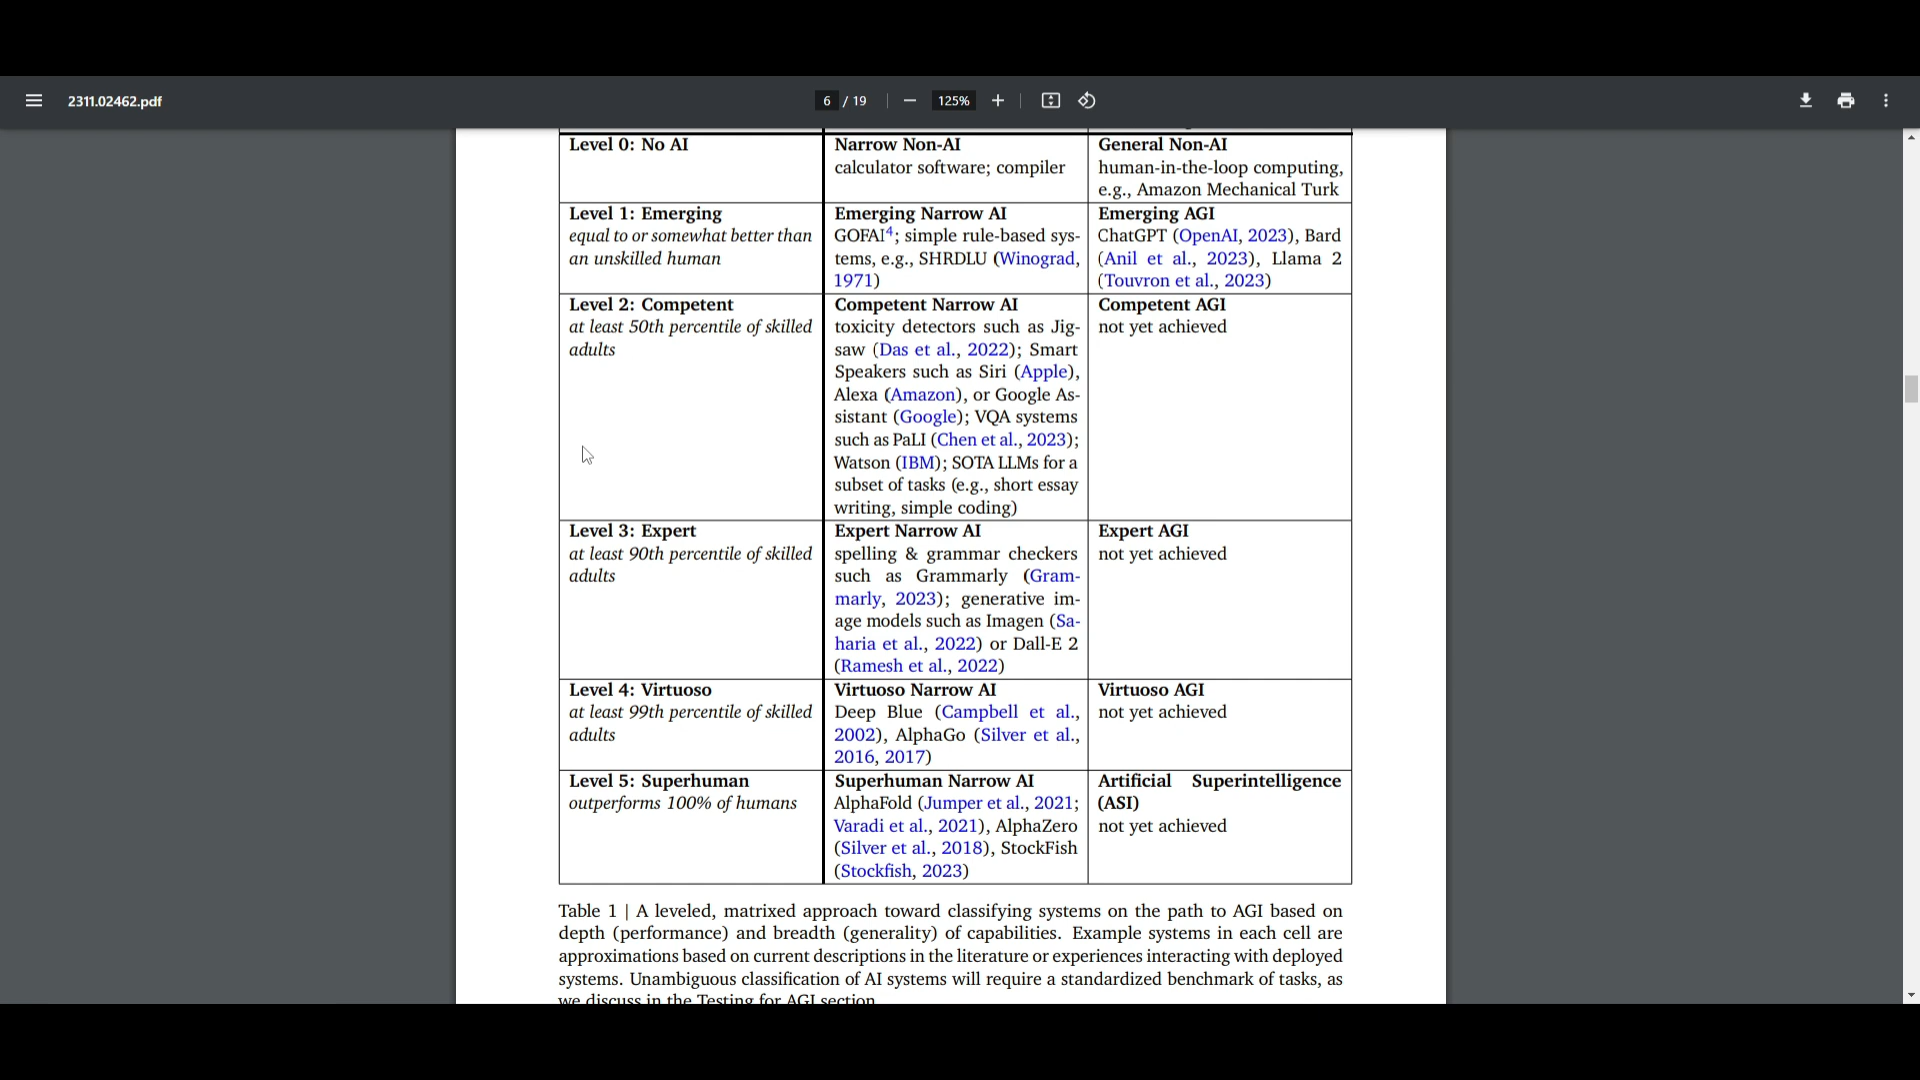 2311.02462.pdf
6 / 19
125%
Level 0: No AI
Narrow Non-AI
calculator software; compiler
General Non-AI
human-in-the-loop computing,
e.g., Amazon Mechanical Turk
Level 1: Emerging
equal to or somewhat better than
an unskilled human
Emerging Narrow AI
GOFAI4; simple rule-based sys-
tems, e.g., SHRDLU (Winograd,
1971)
Emerging AGI
ChatGPT (OpenAI, 2023), Bard
(Anil et al., 2023), Llama 2
(Touvron et al., 2023)
Level 2: Competent
at least 50th percentile of skilled
adults
Competent Narrow AI
toxicity detectors such as Jig-
saw (Das et al., 2022); Smart
Speakers such as Siri (Apple),
Alexa (Amazon), or Google As-
sistant (Google); VQA systems
such as PaLI (Chen et al., 2023);
Watson (IBM); SOTA LLMs for a
subset of tasks (e.g., short essay
writing, simple coding)
Competent AGI
not yet achieved
Level 3: Expert
at least 90th percentile of skilled
adults
Expert Narrow AI
spelling & grammar checkers
such as Grammarly (Gram-
marly, 2023); generative im-
age models such as Imagen (Sa-
haria et al., 2022) or Dall-E 2
(Ramesh et al., 2022)
Expert AGI
not yet achieved
Level 4: Virtuoso
at least 99th percentile of skilled
adults
Virtuoso Narrow AI
Deep Blue (Campbell et al.,
2002), AlphaGo (Silver et al.,
2016, 2017)
Virtuoso AGI
not yet achieved
Level 5: Superhuman
outperforms 100% of humans
Superhuman Narrow AI
AlphaFold (Jumper et al., 2021;
Varadi et al., 2021), AlphaZero
(Silver et al., 2018), StockFish
(Stockfish, 2023)
Artificial Superintelligence
(ASI)
not yet achieved
Table 1 | A leveled, matrixed approach toward classifying systems on the path to AGI based on
depth (performance) and breadth (generality) of capabilities. Example systems in each cell are
approximations based on current descriptions in the literature or experiences interacting with deployed
systems. Unambiguous classification of AI systems will require a standardized benchmark of tasks, as
we discuss in the Testing for AGI section.